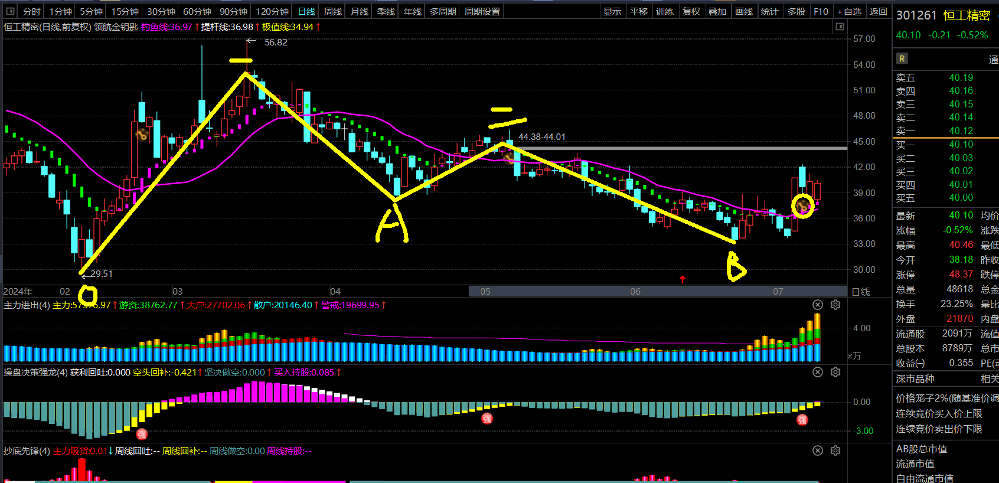 分时 1分钟 5分钟 15分钟 30分钟 60分钟 90分钟 120分钟 日线 周线 月线 季线 年线 多周期 周期设置 显示 平移 训练 复权 叠加 画线 统计 多股 F10 +自选 返回
301261 恒工精密
恒工精密(日线,前复权) 领航金钥匙 钓鱼线:36.97↑提杆线:36.98↑极值线:34.94↑
40.10 -0.21 -0.52%
56.82
44.38-44.01
29.51
57.00
54.00
51.00
48.00
45.00
42.00
39.00
36.00
33.00
30.00
A
B
0
2024年 02 03 04 05 06 07 日线
主力进出(4) 主力:57 6.97↑游资:38762.77↑大户:27702.06↑散户:20146.40↑警戒:19699.95↑
4.00
×万
操盘决策强龙(4) 获利回吐:0.000 空头回补:-0.421↑坚决做空:0.000↑买入持股:0.085↑
0.00
-3.00
强
强
强
抄底先锋(4) 主力吸货:0.01↓周线回吐:-- 周线回补:-- 周线做空:0.00 周线持股:--
R 通
卖五 40.19
卖四 40.16
卖三 40.15
卖二 40.14
卖一 40.12
买一 40.10
买二 40.03
买三 40.02
买四 40.01
买五 40.00
最新 40.10 均价
涨幅 -0.52% 涨跌
最高 40.46 最低
今开 38.18 昨收
涨停 48.37 跌停
总量 48618 总金
换手 23.25% 量比
外盘 21870 内盘
流通股 2091万 流值
总股本 8789万 总市
收益(一) 0.355 PE(动
深市品种 相关
价格笼子2%(随基准价调
连续竞价买入价上限
连续竞价卖出价下限
AB股总市值
流通市值
自由流通市值